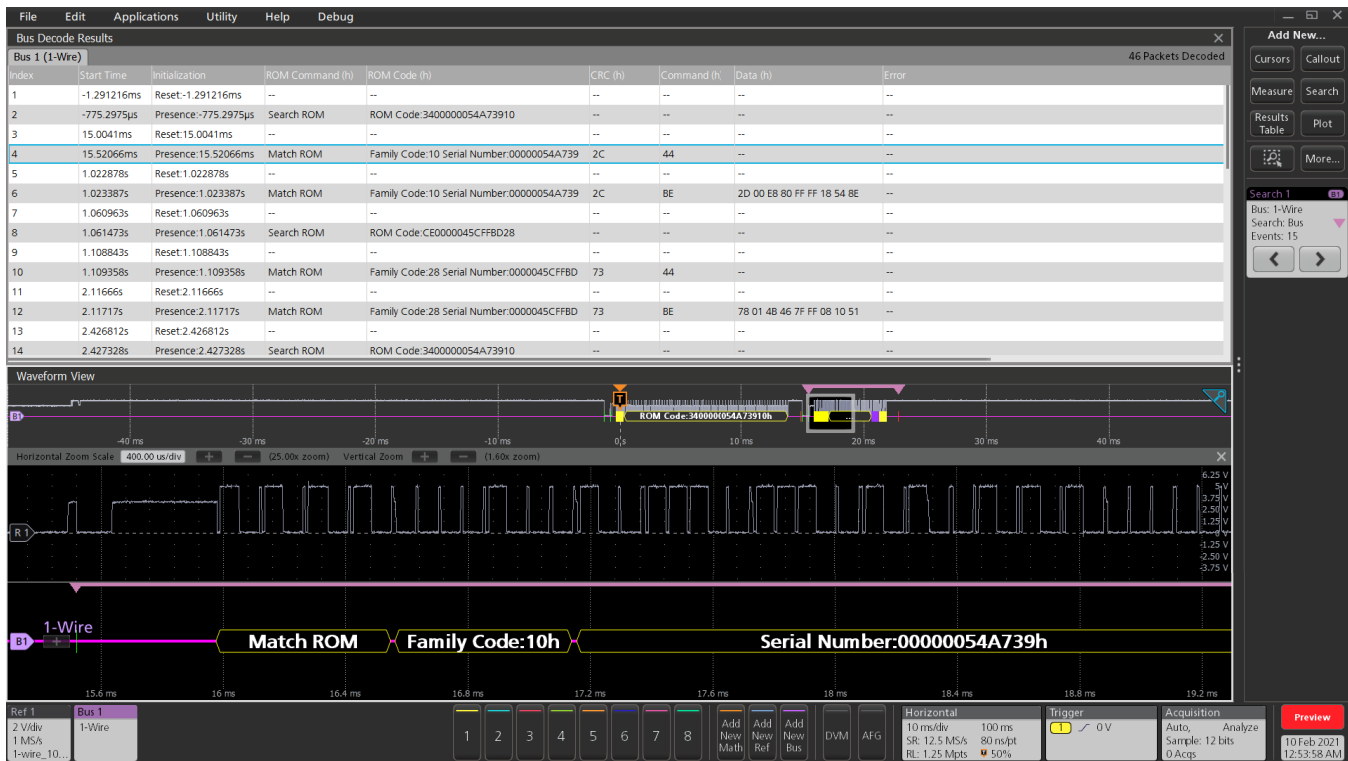 File Edit Applications Utility Help Debug
Bus Decode Results
Bus 1 (1-Wire) 46 Packets Decoded
Index Start Time Initialization ROM Command (h) ROM Code (h) CRC (h) Command (h) Data (h) Error
1 -1.291216ms Reset:-1.291216ms -- -- -- -- -- --
2 -775.2975µs Presence:-775.2975µs Search ROM ROM Code:3400000054A73910 -- -- -- --
3 15.0041ms Reset:15.0041ms -- -- -- -- -- --
4 15.52066ms Presence:15.52066ms Match ROM Family Code:10 Serial Number:00000054A739 2C 44 -- --
5 1.022878s Reset:1.022878s -- -- -- -- -- --
6 1.023387s Presence:1.023387s Match ROM Family Code:10 Serial Number:00000054A739 2C BE 2D 00 E8 80 FF FF 18 54 8E --
7 1.060963s Reset:1.060963s -- -- -- -- -- --
8 1.061473s Presence:1.061473s Search ROM ROM Code:CE0000045CFFBD28 -- -- -- --
9 1.108843s Reset:1.108843s -- -- -- -- -- --
10 1.109358s Presence:1.109358s Match ROM Family Code:28 Serial Number:0000045CFFBD 73 44 -- --
11 2.11666s Reset:2.11666s -- -- -- -- -- --
12 2.11717s Presence:2.11717s Match ROM Family Code:28 Serial Number:0000045CFFBD 73 BE 78 01 4B 46 7F FF 08 10 51 --
13 2.426812s Reset:2.426812s -- -- -- -- -- --
14 2.427328s Presence:2.427328s Search ROM ROM Code:3400000054A73910 -- -- -- --
Waveform View
T
B1 ROM Code:3400000054A73910h ...
-40 ms -30 ms -20 ms -10 ms 0 s 10 ms 20 ms 30 ms 40 ms
Horizontal Zoom Scale 400.00 us/div + — (25.00x zoom) Vertical Zoom + — (1.60x zoom)
6.25 V
5 V
3.75 V
2.50 V
1.25 V
R 1 0 V
-1.25 V
-2.50 V
-3.75 V
1-Wire
B1 + Match ROM Family Code:10h Serial Number:00000054A739h
15.6 ms 16 ms 16.4 ms 16.8 ms 17.2 ms 17.6 ms 18 ms 18.4 ms 18.8 ms 19.2 ms
Add New...
Cursors Callout
Measure Search
Results Table Plot
More...
Search 1 B1
Bus: 1-Wire
Search: Bus
Events: 15
Ref 1
2 V/div
1 MS/s
1-wire_10...
Bus 1
1-Wire
1 2 3 4 5 6 7 8
Add New Math
Add New Ref
Add New Bus
DVM AFG
Horizontal
10 ms/div 100 ms
SR: 12.5 MS/s 80 ns/pt
RL: 1.25 Mpts 50%
Trigger
1 0 V
Acquisition
Auto, Analyze
Sample: 12 bits
0 Acqs
Preview
10 Feb 2021
12:53:58 AM